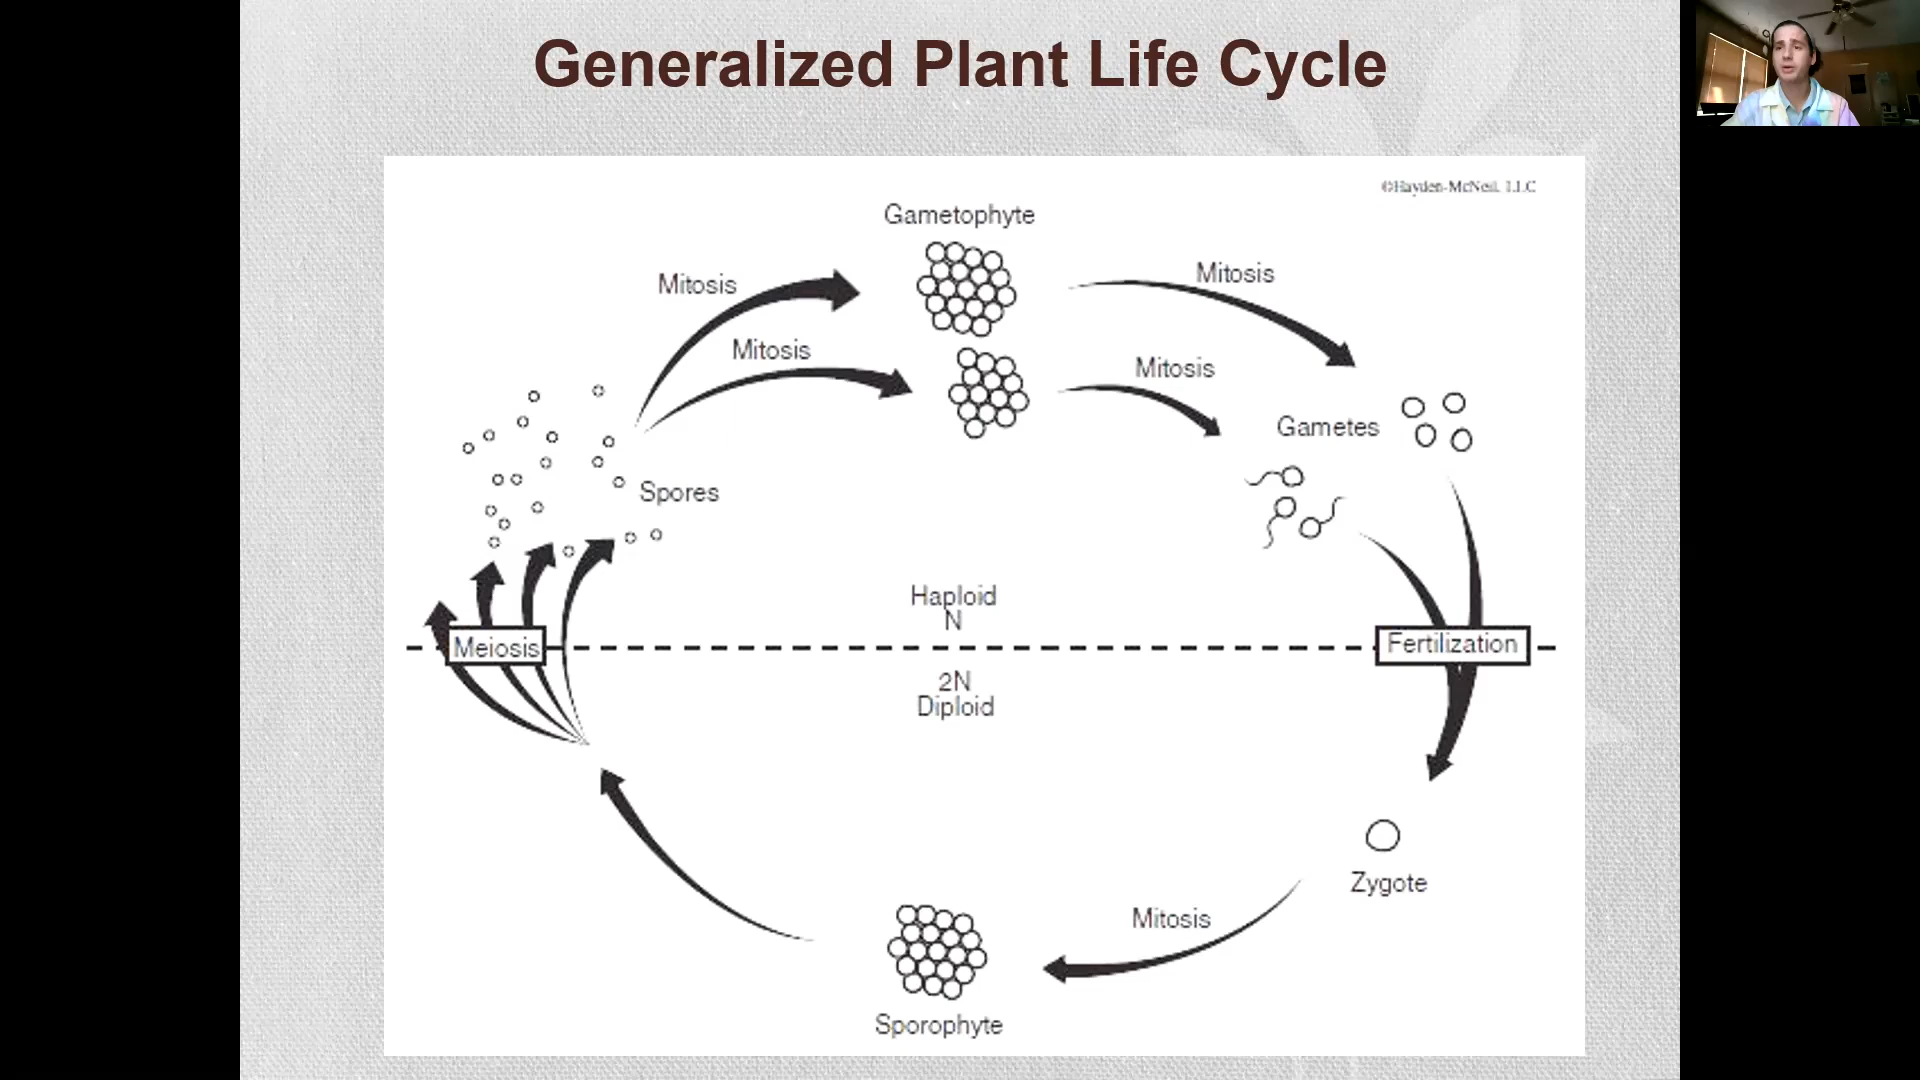 Generalized Plant Life Cycle
©Hayden-McNeil, LLC
Gametophyte
Mitosis
Mitosis
Mitosis
Mitosis
Gametes
Spores
Haploid
N
Meiosis
Fertilization
2N
Diploid
Zygote
Mitosis
Sporophyte